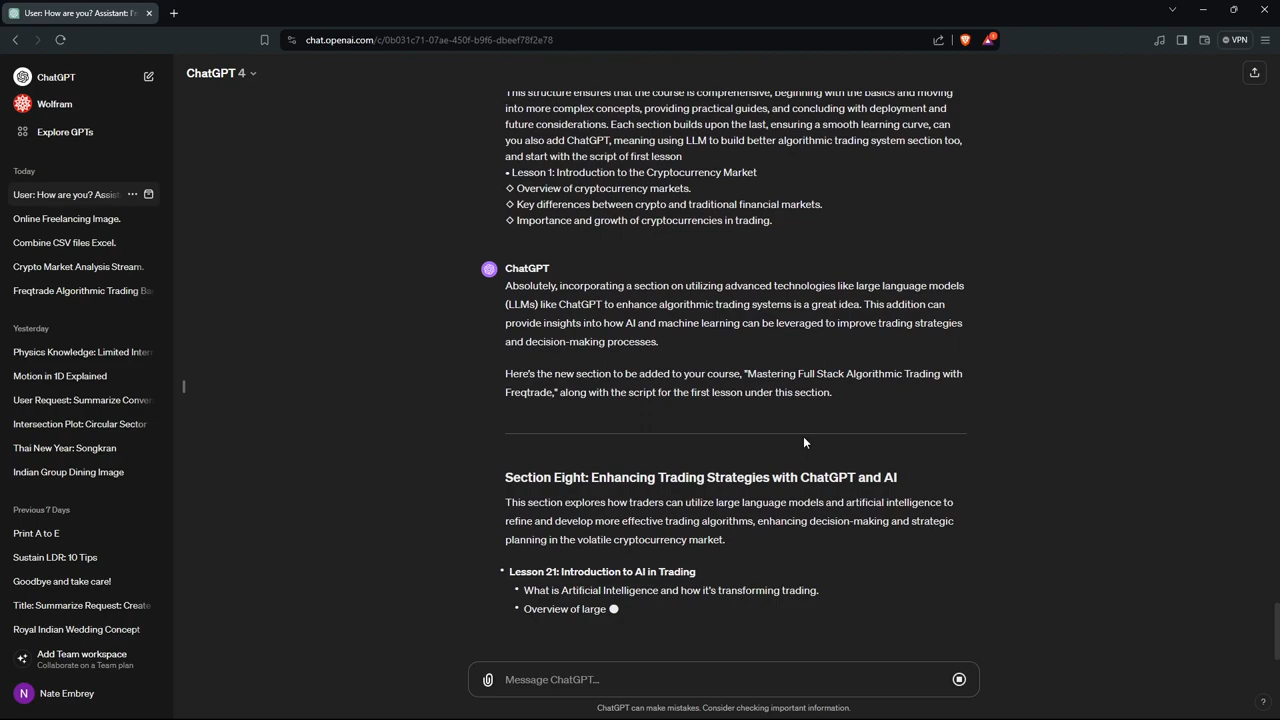 User: How are you? Assistant: I'
chat.openai.com/c/0b031c71-07ae-450f-b9f6-dbeef78f2e78
VPN
ChatGPT
Wolfram
Explore GPTs
Today
User: How are you? Assist
Online Freelancing Image.
Combine CSV files Excel.
Crypto Market Analysis Stream.
Freqtrade Algorithmic Trading Ba
Yesterday
Physics Knowledge: Limited Inter
Motion in 1D Explained
User Request: Summarize Conver
Intersection Plot: Circular Sector
Thai New Year: Songkran
Indian Group Dining Image
Previous 7 Days
Print A to E
Sustain LDR: 10 Tips
Goodbye and take care!
Title: Summarize Request: Create
Royal Indian Wedding Concept
Add Team workspace
Collaborate on a Team plan
N Nate Embrey
ChatGPT 4
This structure ensures that the course is comprehensive, beginning with the basics and moving
into more complex concepts, providing practical guides, and concluding with deployment and
future considerations. Each section builds upon the last, ensuring a smooth learning curve, can
you also add ChatGPT, meaning using LLM to build better algorithmic trading system section too,
and start with the script of first lesson
• Lesson 1: Introduction to the Cryptocurrency Market
◇ Overview of cryptocurrency markets.
◇ Key differences between crypto and traditional financial markets.
◇ Importance and growth of cryptocurrencies in trading.
ChatGPT
Absolutely, incorporating a section on utilizing advanced technologies like large language models
(LLMs) like ChatGPT to enhance algorithmic trading systems is a great idea. This addition can
provide insights into how AI and machine learning can be leveraged to improve trading strategies
and decision-making processes.
Here's the new section to be added to your course, "Mastering Full Stack Algorithmic Trading with
Freqtrade," along with the script for the first lesson under this section.
Section Eight: Enhancing Trading Strategies with ChatGPT and AI
This section explores how traders can utilize large language models and artificial intelligence to
refine and develop more effective trading algorithms, enhancing decision-making and strategic
planning in the volatile cryptocurrency market.
• Lesson 21: Introduction to AI in Trading
• What is Artificial Intelligence and how it's transforming trading.
• Overview of large
Message ChatGPT...
ChatGPT can make mistakes. Consider checking important information.
?